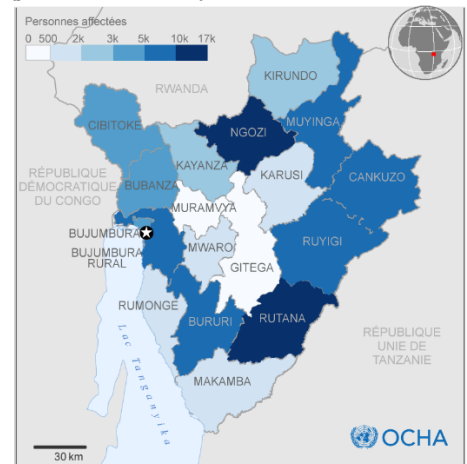 Personnes affectées
0 500 2k 3k 5k 10k 17k
KIRUNDO
RWANDA
CIBITOKE
NGOZI
MUYINGA
KAYANZA
RÉPUBLIQUE
DÉMOCRATIQUE
DU CONGO
BUBANZA
KARUSI
CANKUZO
MURAMVYA
BUJUMBURA
BUJUMBURA
RURAL
MWARO
RUYIGI
GITEGA
RUMONGE
BURURI
RUTANA
Lac Tanganyika
RÉPUBLIQUE
UNIE DE
TANZANIE
MAKAMBA
30 km
OCHA